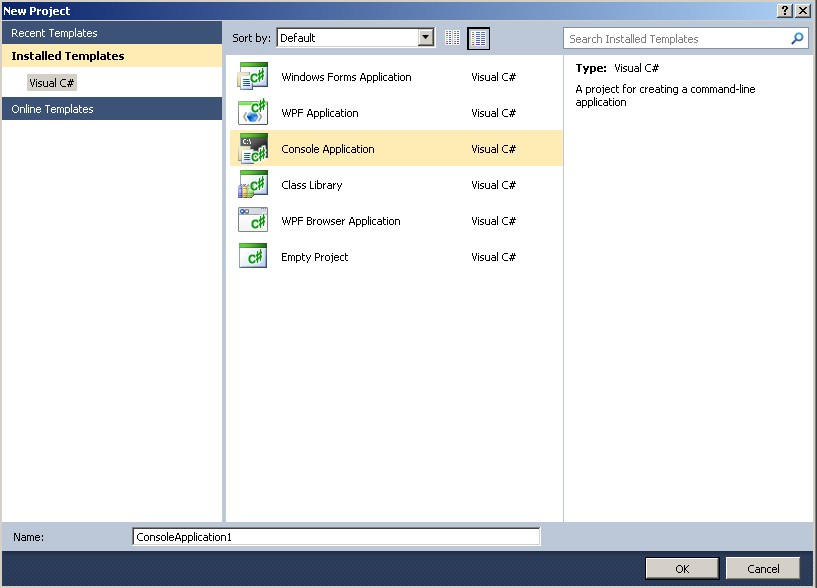 New Project
Recent Templates
Installed Templates
Visual C#
Online Templates
Sort by: Default
Search Installed Templates
Windows Forms Application Visual C#
WPF Application Visual C#
Console Application Visual C#
Class Library Visual C#
WPF Browser Application Visual C#
Empty Project Visual C#
Type: Visual C#
A project for creating a command-line
application
Name: ConsoleApplication1
OK Cancel